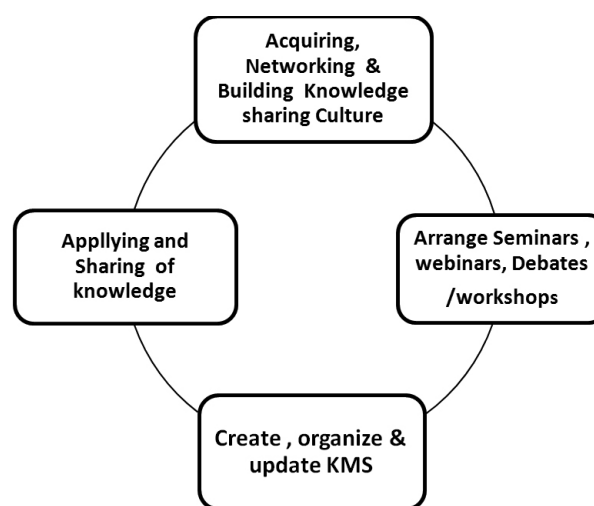 Acquiring,
Networking &
Building Knowledge
sharing Culture
Appllying and
Sharing of
knowledge
Arrange Seminars ,
webinars, Debates
/workshops
Create , organize &
update KMS